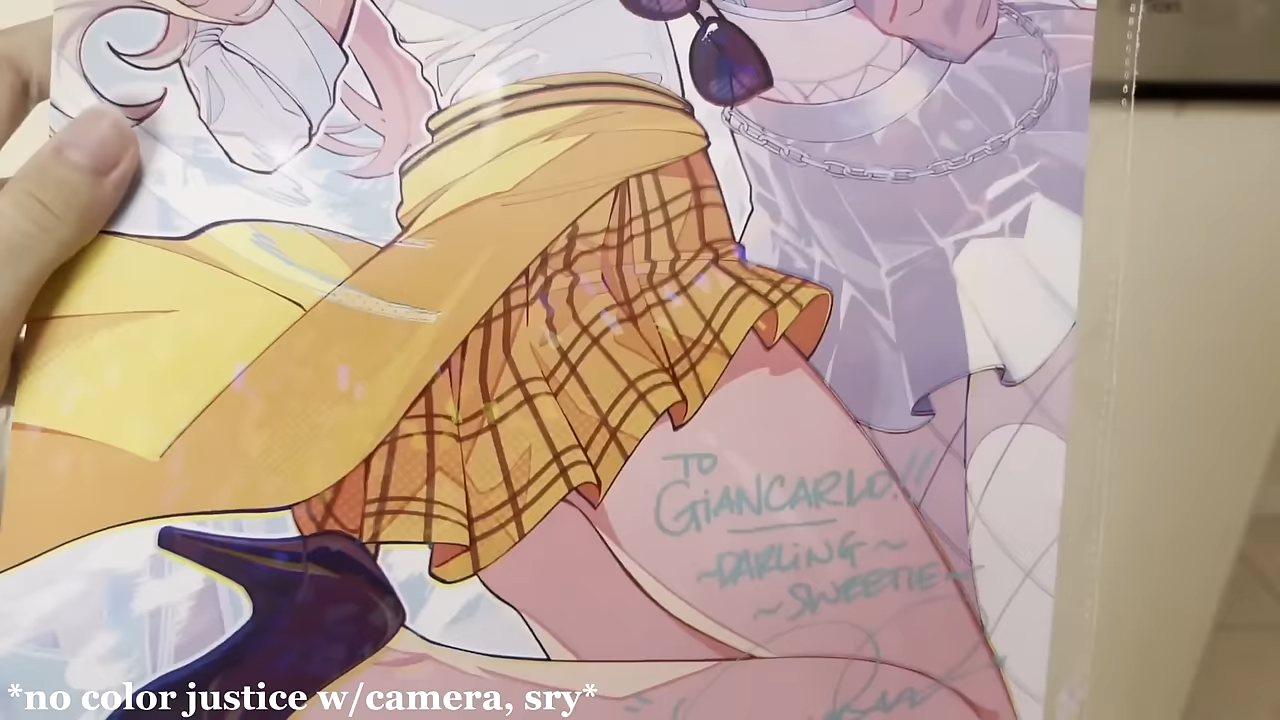 TO
GiANCARLO!!
~DARLiNG~
~SWEETIE~
*no color justice w/camera, sry*